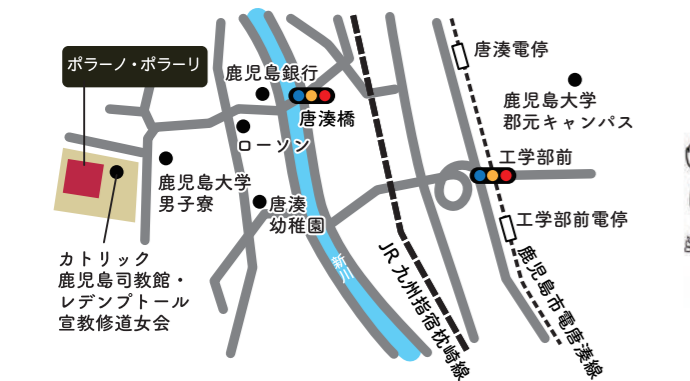 ポラーノ・ポラーリ
鹿児島銀行
唐湊橋
ローソン
鹿児島大学
男子寮
唐湊
幼稚園
カトリック
鹿児島司教館・
レデンプトール
宣教修道女会
新川
JR九州指宿枕崎線
唐湊電停
鹿児島大学
郡元キャンパス
工学部前
工学部前電停
鹿児島市電唐湊線